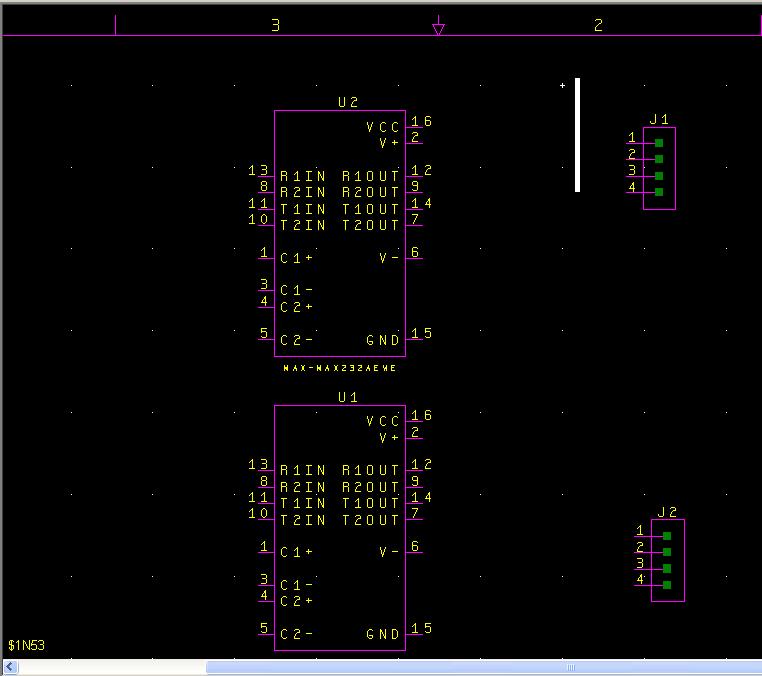 3 2
U2
VCC 16
V+ 2
13 R1IN R1OUT 12
8 R2IN R2OUT 9
11 T1IN T1OUT 14
10 T2IN T2OUT 7
1 C1+ V- 6
3 C1-
4 C2+
5 C2- GND 15
MAX-MAX232AEWE
J1
1
2
3
4
U1
VCC 16
V+ 2
13 R1IN R1OUT 12
8 R2IN R2OUT 9
11 T1IN T1OUT 14
10 T2IN T2OUT 7
1 C1+ V- 6
3 C1-
4 C2+
5 C2- GND 15
J2
1
2
3
4
$1N53